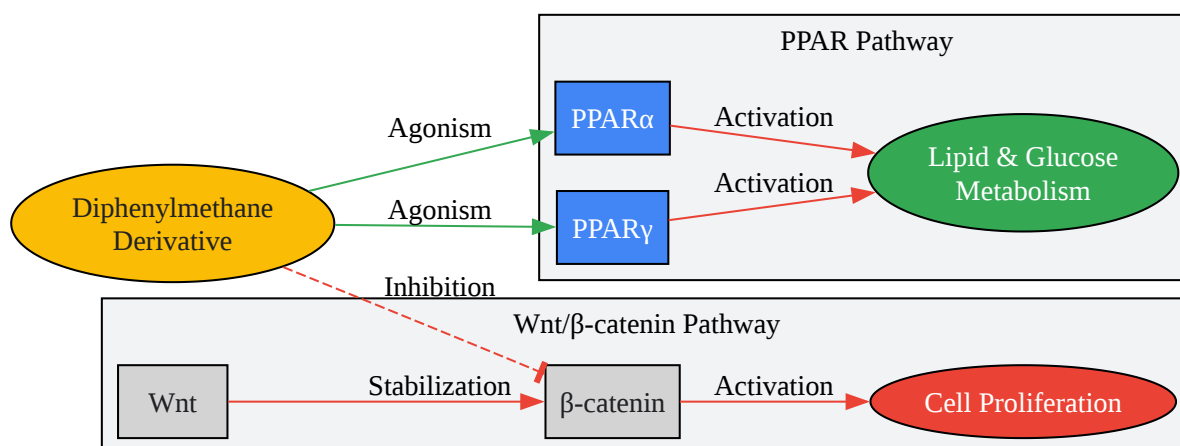 PPAR Pathway
PPARα
Activation
Agonism
Lipid & Glucose
Metabolism
Activation
Diphenylmethane
Derivative
Agonism
PPARγ
Inhibition
Wnt/β-catenin Pathway
Wnt
Stabilization
β-catenin
Activation
Cell Proliferation